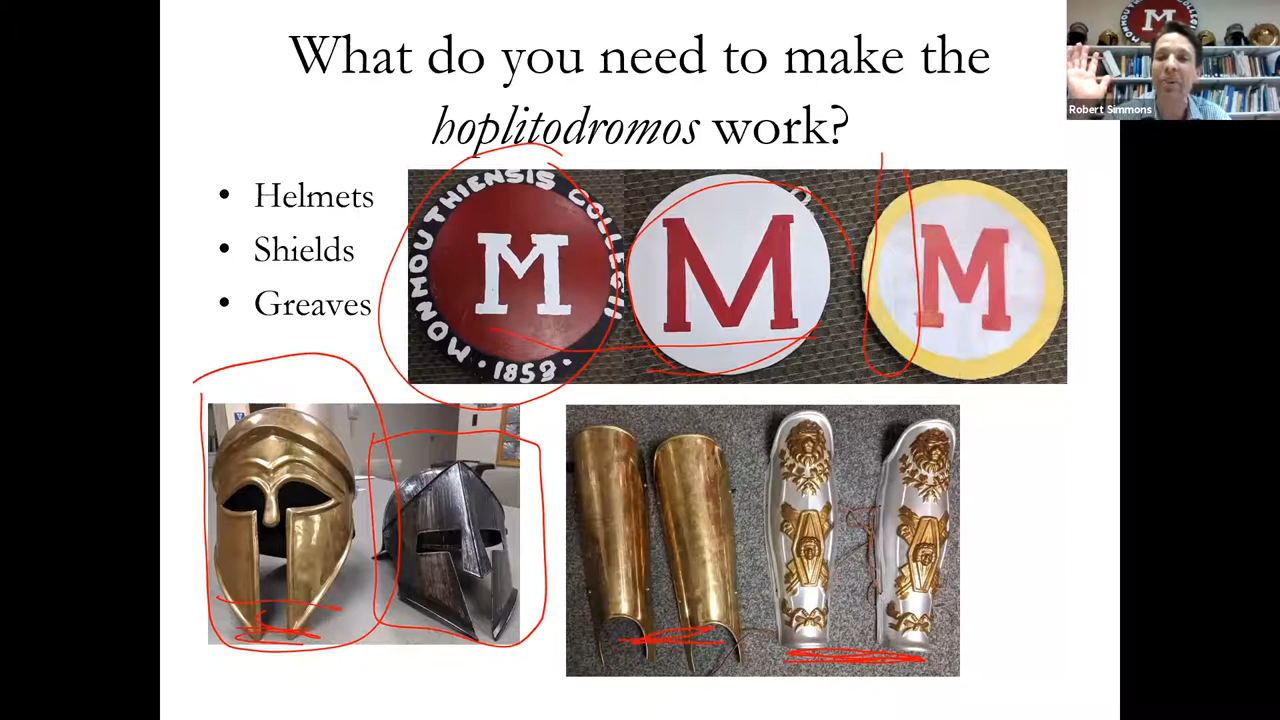 What do you need to make the
hoplitodromos work?
• Helmets
• Shields
• Greaves
MONMOUTHIENSIS COLLEGII
M
• 1853 •
M
M
M
Robert Simmons